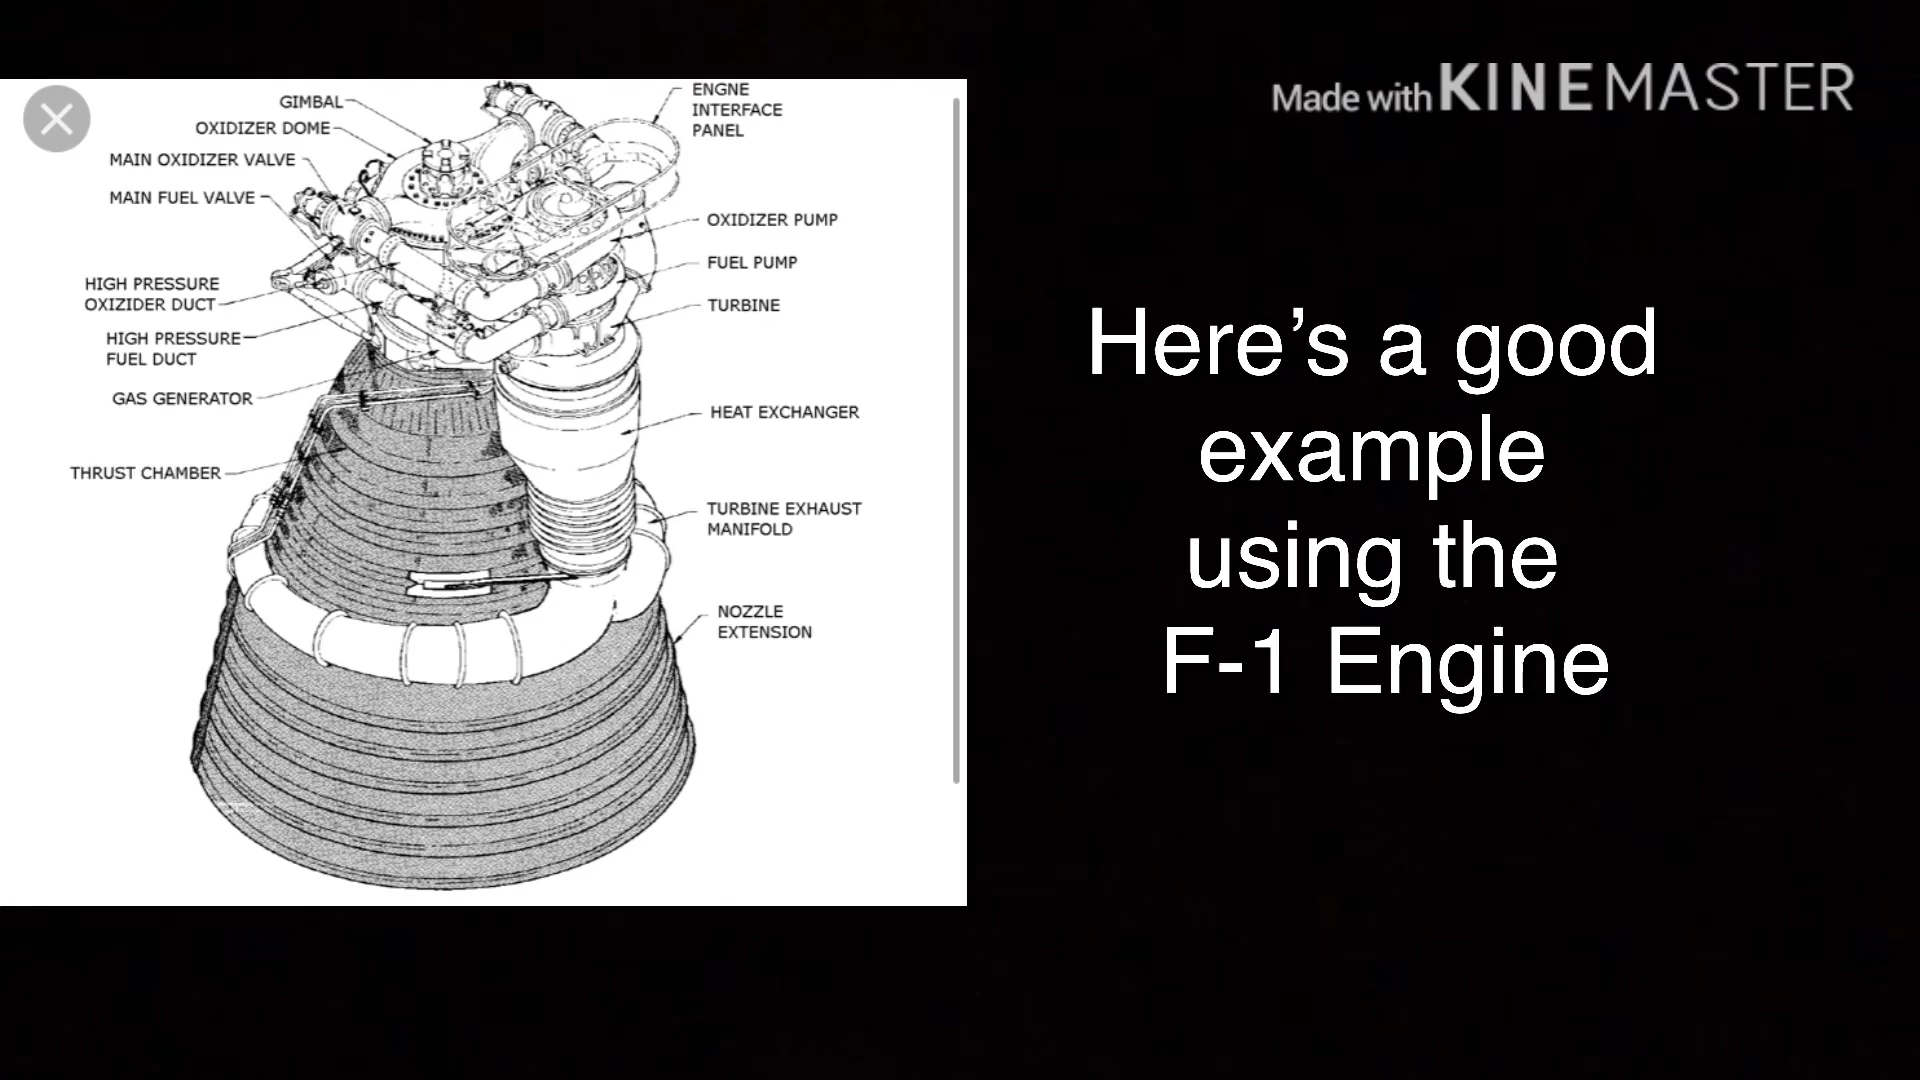 GIMBAL
OXIDIZER DOME
MAIN OXIDIZER VALVE
MAIN FUEL VALVE
HIGH PRESSURE
OXIZIDER DUCT
HIGH PRESSURE
FUEL DUCT
GAS GENERATOR
THRUST CHAMBER
ENGNE
INTERFACE
PANEL
OXIDIZER PUMP
FUEL PUMP
TURBINE
HEAT EXCHANGER
TURBINE EXHAUST
MANIFOLD
NOZZLE
EXTENSION
Made with KINEMASTER
Here’s a good
example
using the
F-1 Engine